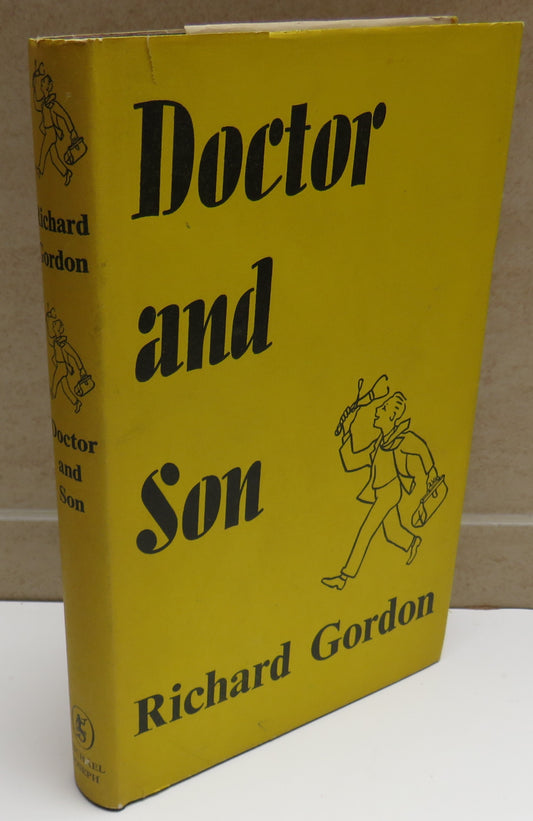 Doctor
and
Son
Richard Gordon
Richard
Gordon
Doctor
and
Son